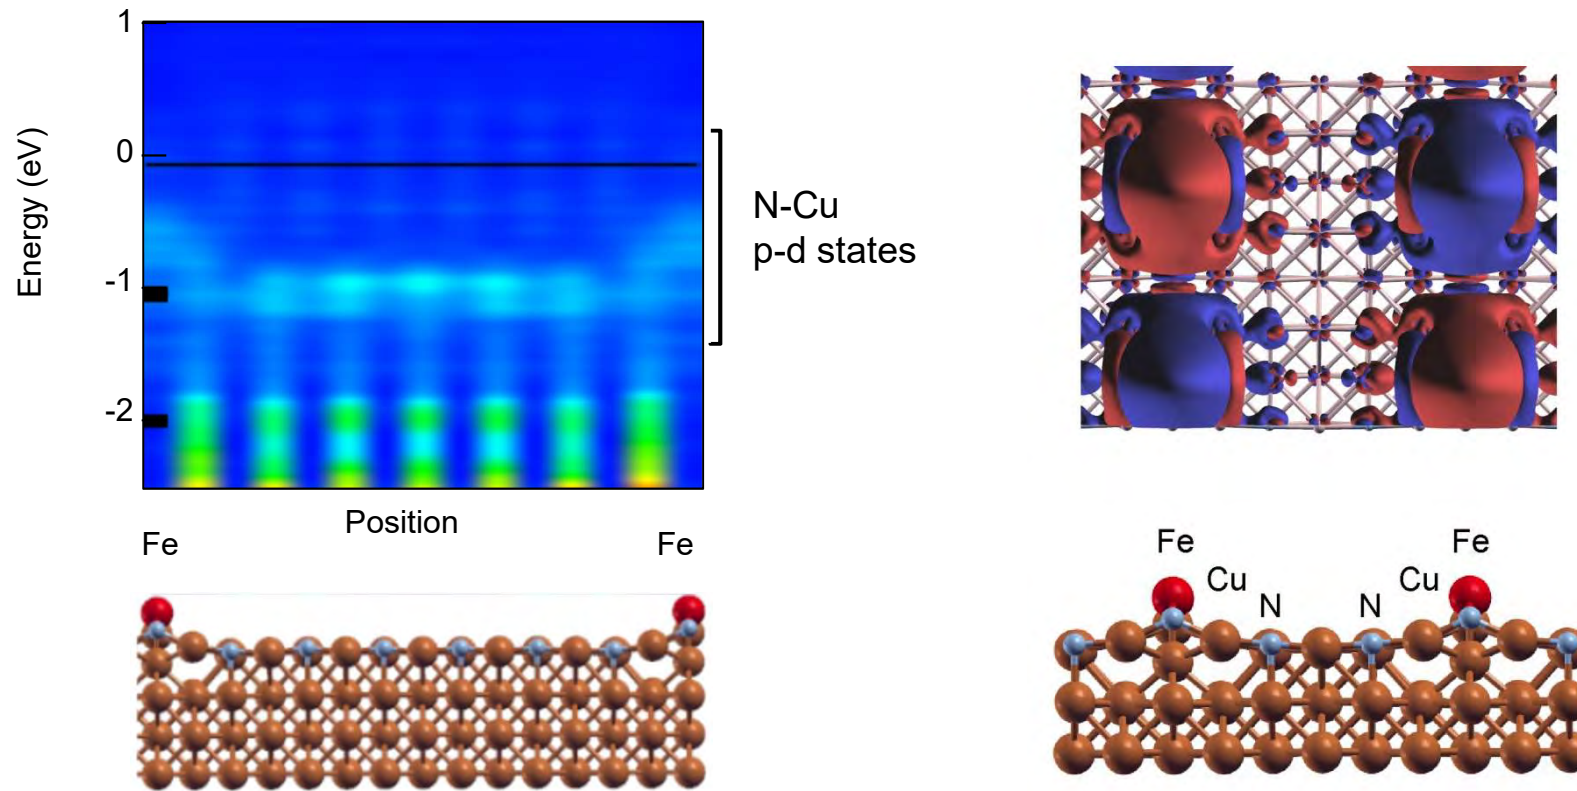 1
0
-1
-2
Energy (eV)
Position
Fe
Fe
N-Cu
p-d states
Fe
Fe
Cu
Cu
N
N